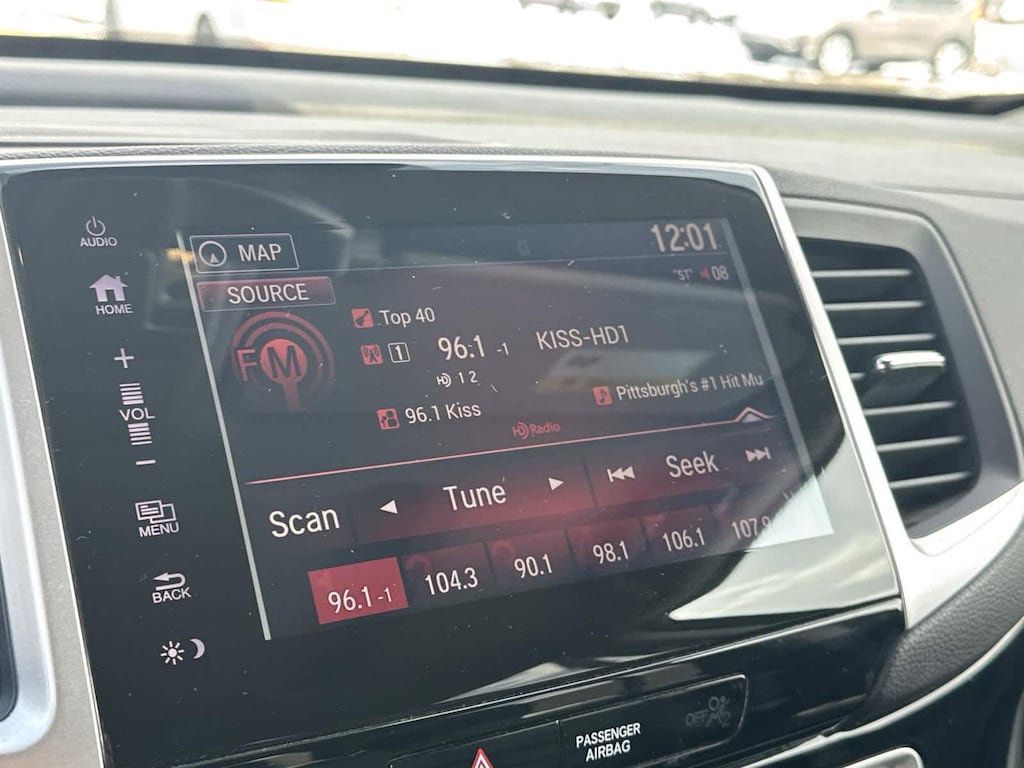 AUDIO
HOME
+
VOL
-
MENU
BACK
MAP
12:01
SOURCE
"ST" 08
FM
Top 40
1 96.1 -1 KISS-HD1
HD 1 2
96.1 Kiss
Pittsburgh's #1 Hit Mu
HD Radio
Scan
Tune
Seek
96.1 -1
104.3
90.1
98.1
106.1
107.9
PASSENGER
AIRBAG
OFF